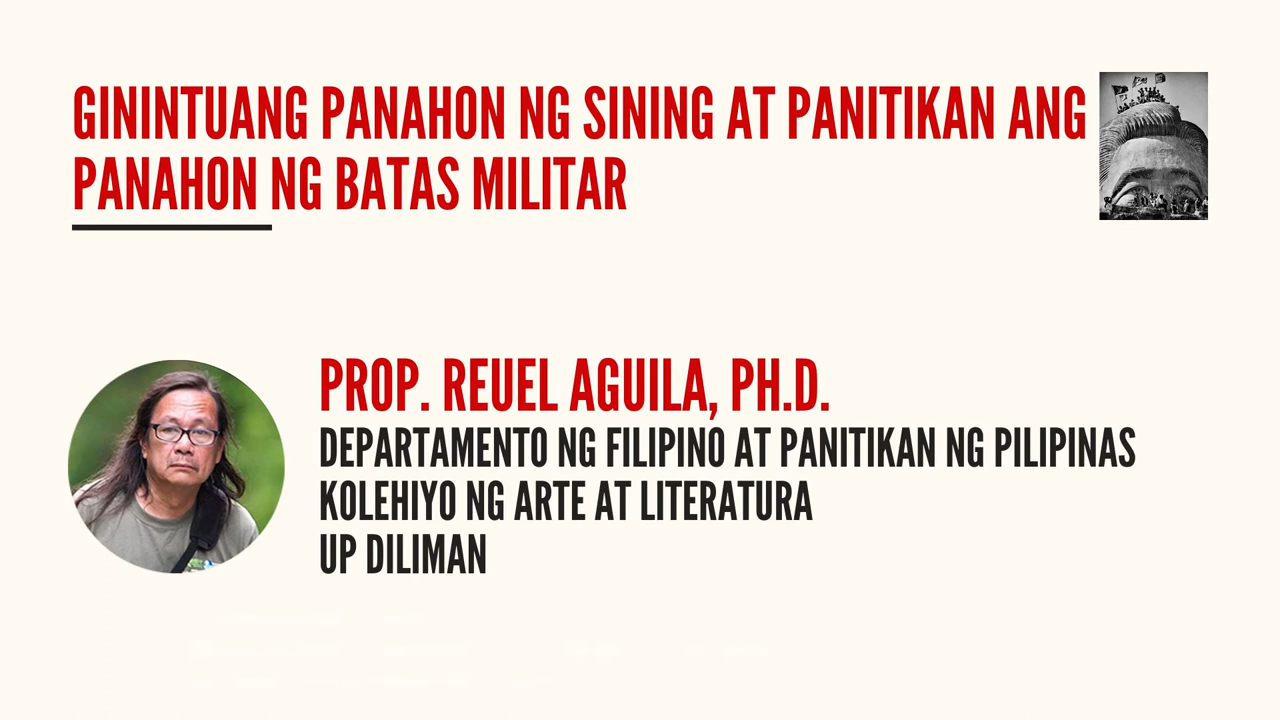 GININTUANG PANAHON NG SINING AT PANITIKAN ANG
PANAHON NG BATAS MILITAR
PROP. REUEL AGUILA, PH.D.
DEPARTAMENTO NG FILIPINO AT PANITIKAN NG PILIPINAS
KOLEHIYO NG ARTE AT LITERATURA
UP DILIMAN